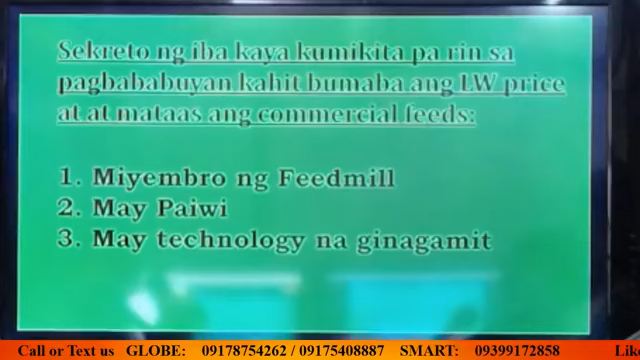 Sekreto ng iba kaya kumikita pa rin sa
pagbababuyan kahit bumaba ang LW price
at at mataas ang commercial feeds:
1. Miyembro ng Feedmill
2. May Paiwi
3. May technology na ginagamit
Call or Text us GLOBE: 09178754262 / 09175408887 SMART: 09399172858